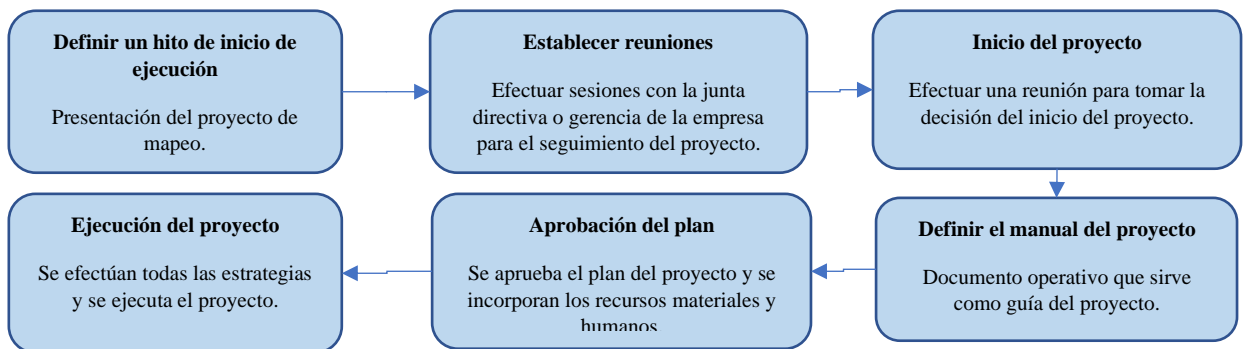 Definir un hito de inicio de
ejecución
Presentación del proyecto de
mapeo.
Establecer reuniones
Efectuar sesiones con la junta
directiva o gerencia de la empresa
para el seguimiento del proyecto.
Inicio del proyecto
Efectuar una reunión para tomar la
decisión del inicio del proyecto.
Definir el manual del proyecto
Documento operativo que sirve
como guía del proyecto.
Aprobación del plan
Se aprueba el plan del proyecto y se
incorporan los recursos materiales y
humanos
Ejecución del proyecto
Se efectúan todas las estrategias
y se ejecuta el proyecto.